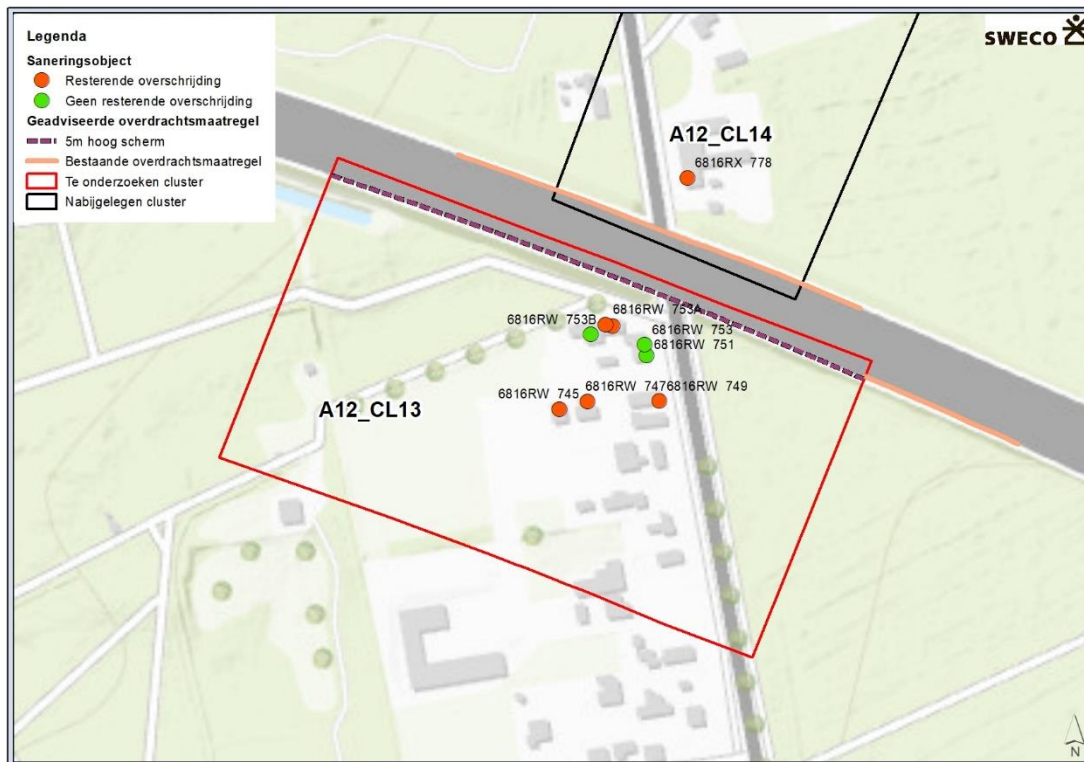 Legenda
Saneringsobject
Resterende overschrijding
Geen resterende overschrijding
Geadviseerde overdrachtsmaatregel
5m hoog scherm
Bestaande overdrachtsmaatregel
Te onderzoeken cluster
Nabijgelegen cluster
SWECO
A12_CL14
6816RX 778
6816RW 753B
6816RW 753A
6816RW 753
6816RW 751
6816RW 745
6816RW 747
6816RW 749
A12_CL13
N